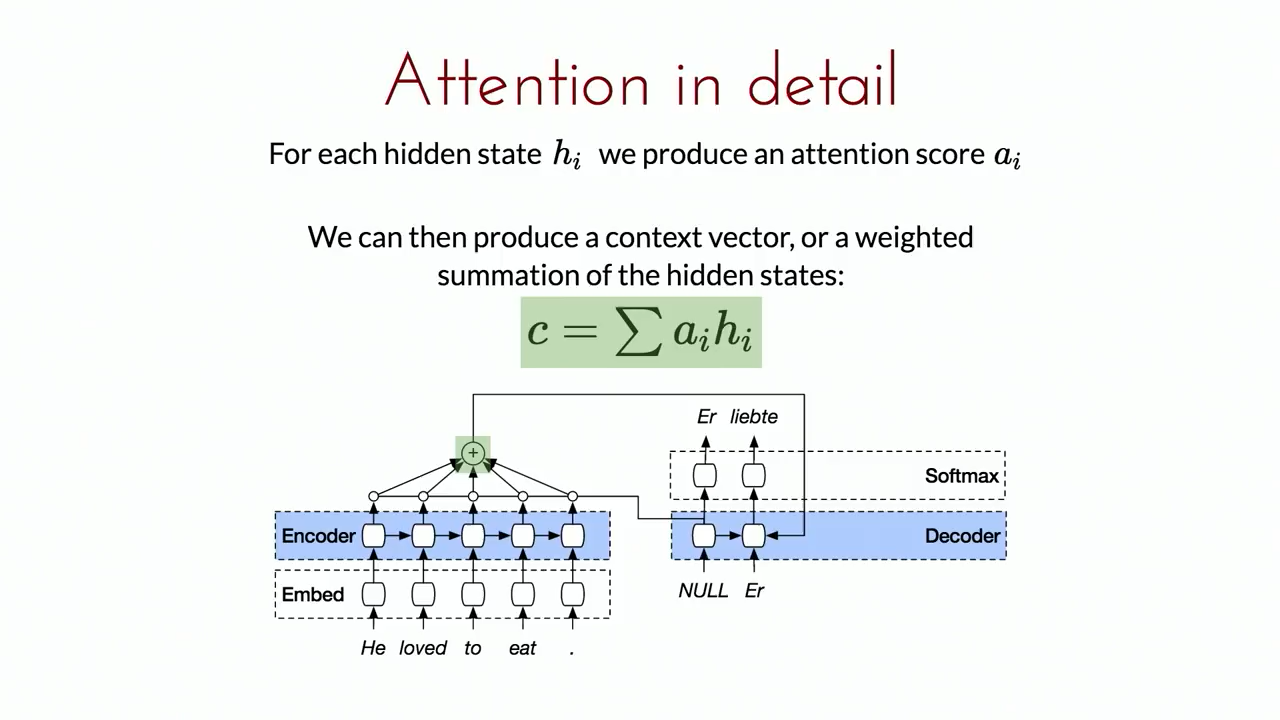 Attention in detail
For each hidden state hᵢ we produce an attention score aᵢ
We can then produce a context vector, or a weighted
summation of the hidden states:
c = ∑ aᵢhᵢ
Er liebte
+
Softmax
Encoder
Decoder
Embed
NULL Er
He loved to eat .